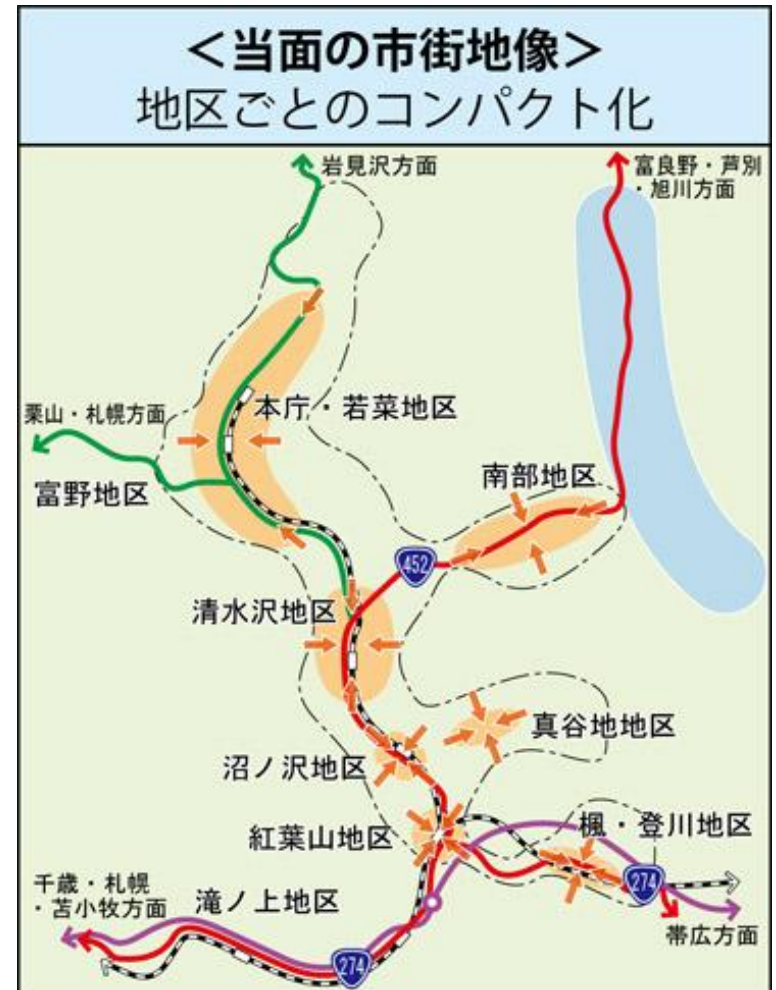 ＜当面の市街地像＞
地区ごとのコンパクト化
岩見沢方面
富良野・芦別
・旭川方面
本庁・若菜地区
栗山・札幌方面
富野地区
南部地区
452
清水沢地区
真谷地地区
沼ノ沢地区
紅葉山地区
楓・登川地区
千歳・札幌
・苫小牧方面
滝ノ上地区
274
帯広方面
274